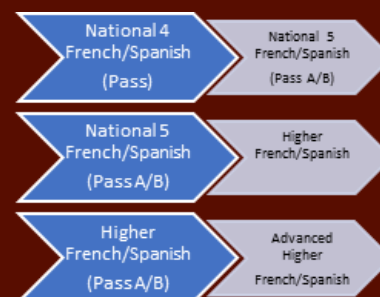 National 4
French/Spanish
(Pass)
National 5
French/Spanish
(Pass A/B)
National 5
French/Spanish
(Pass A/B)
Higher
French/Spanish
Higher
French/Spanish
(Pass A/B)
Advanced
Higher
French/Spanish